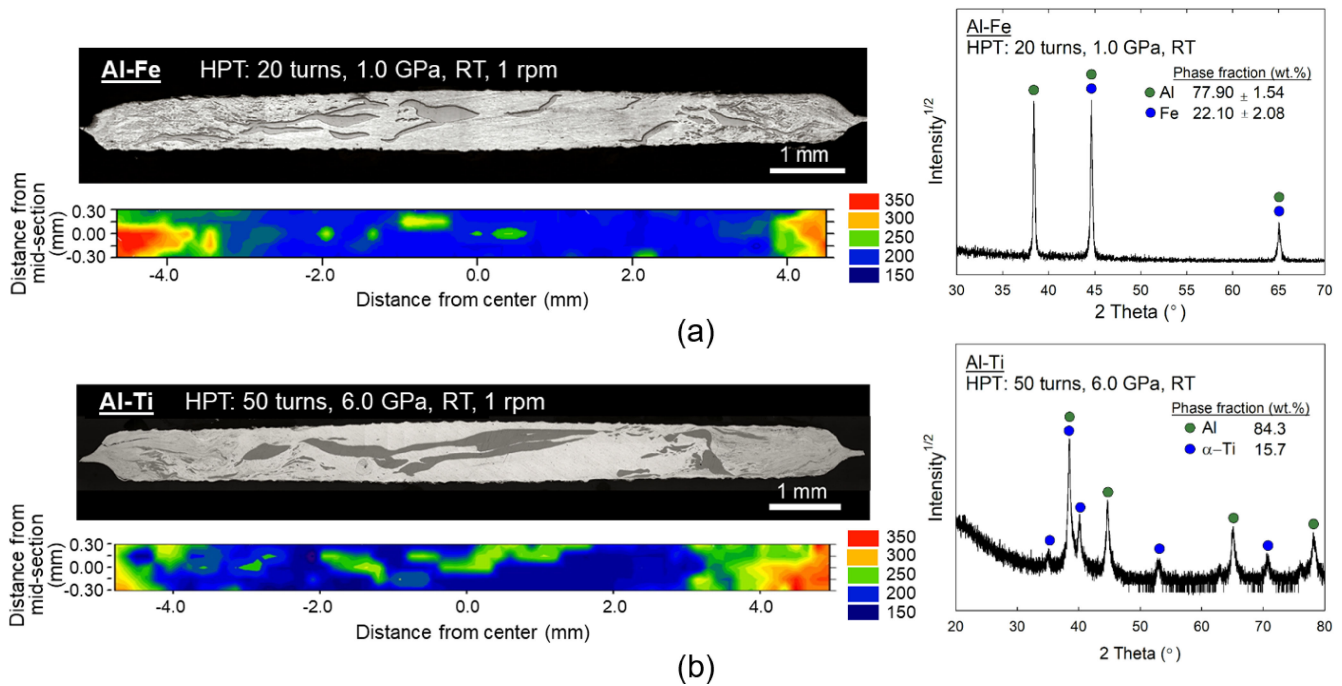 Al-Fe HPT: 20 turns, 1.0 GPa, RT, 1 rpm
1 mm
Distance from
mid-section
(mm)
0.30
0.00
-0.30
-4.0 -2.0 0.0 2.0 4.0
Distance from center (mm)
350
300
250
200
150
Al-Fe
HPT: 20 turns, 1.0 GPa, RT
Phase fraction (wt.%)
Al 77.90 ± 1.54
Fe 22.10 ± 2.08
Intensity1/2
30 35 40 45 50 55 60 65 70
2 Theta (°)
(a)
Al-Ti HPT: 50 turns, 6.0 GPa, RT, 1 rpm
1 mm
Distance from
mid-section
(mm)
0.30
0.00
-0.30
-4.0 -2.0 0.0 2.0 4.0
Distance from center (mm)
350
300
250
200
150
Al-Ti
HPT: 50 turns, 6.0 GPa, RT
Phase fraction (wt.%)
Al 84.3
α-Ti 15.7
Intensity1/2
20 30 40 50 60 70 80
2 Theta (°)
(b)